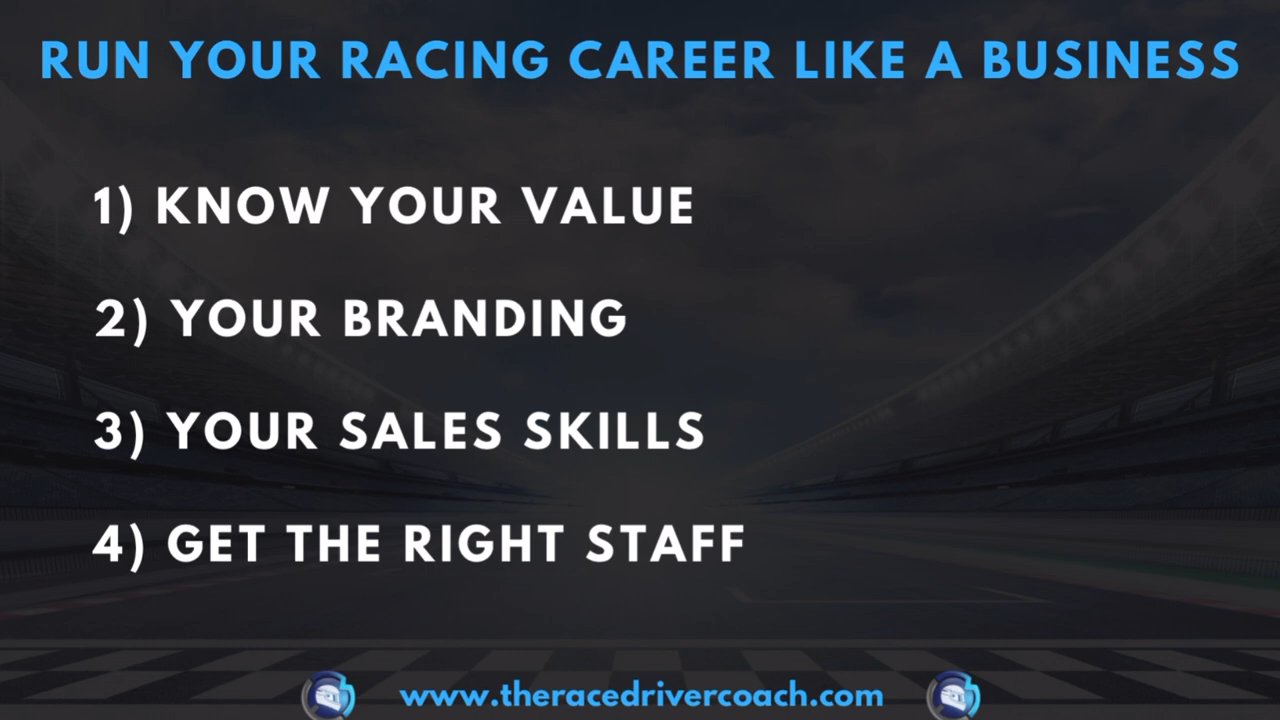 RUN YOUR RACING CAREER LIKE A BUSINESS
1) KNOW YOUR VALUE
2) YOUR BRANDING
3) YOUR SALES SKILLS
4) GET THE RIGHT STAFF
www.theracedrivercoach.com